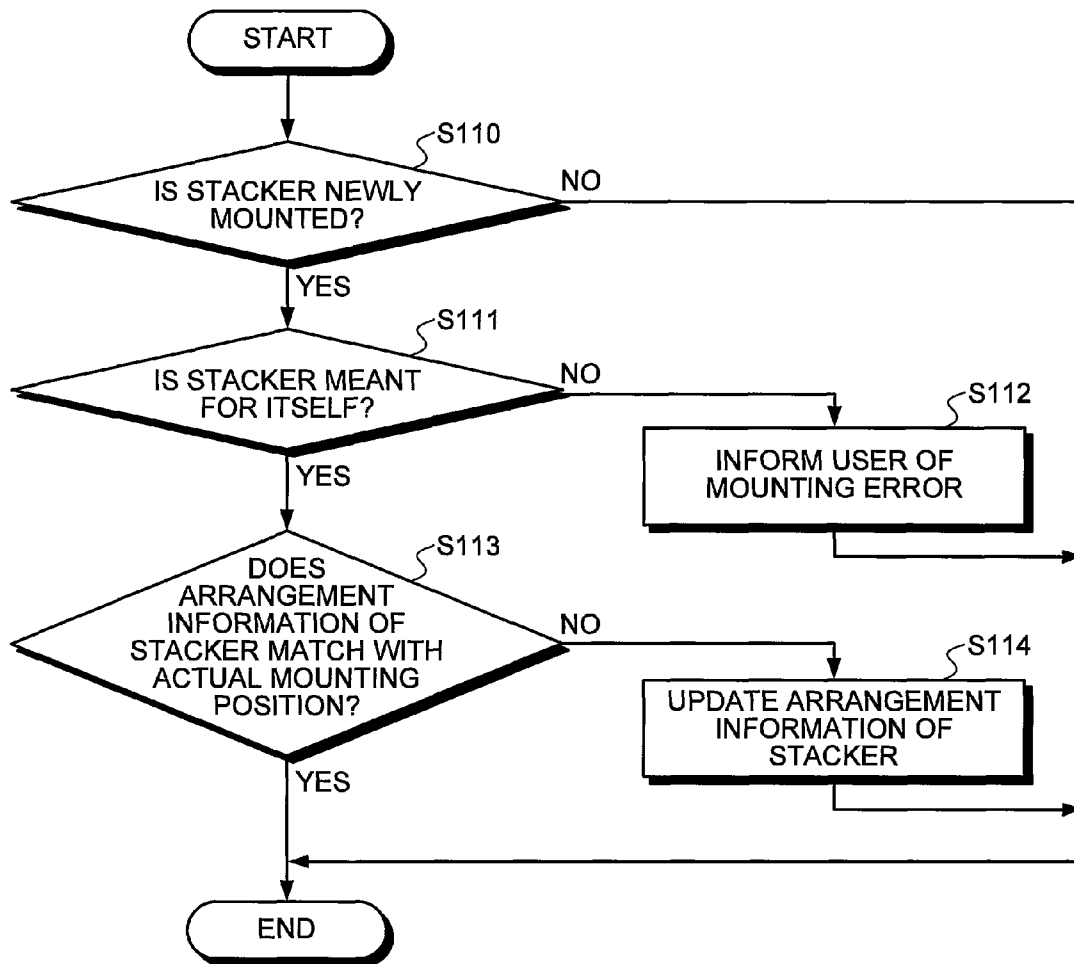 START
S110
IS STACKER NEWLY
MOUNTED?
NO
YES
S111
IS STACKER MEANT
FOR ITSELF?
NO
YES
S112
INFORM USER OF
MOUNTING ERROR
S113
DOES
ARRANGEMENT
INFORMATION OF
STACKER MATCH WITH
ACTUAL MOUNTING
POSITION?
NO
YES
S114
UPDATE ARRANGEMENT
INFORMATION OF
STACKER
END